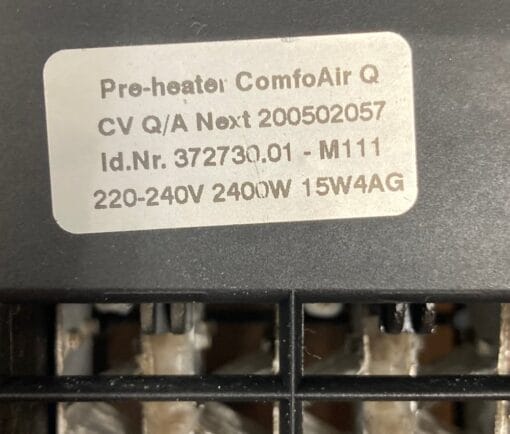 Pre-heater ComfoAir Q
CV Q/A Next 200502057
Id.Nr. 372730.01 - M111
220-240V 2400W 15W4AG